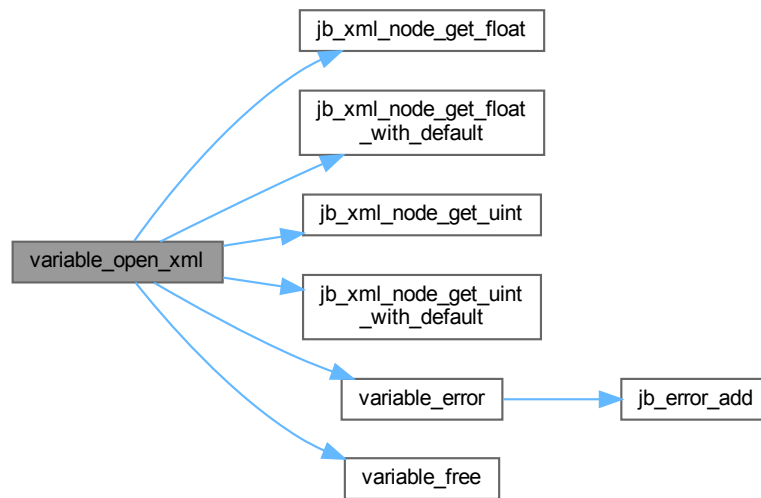 jb_xml_node_get_float
jb_xml_node_get_float
_with_default
jb_xml_node_get_uint
variable_open_xml
jb_xml_node_get_uint
_with_default
variable_error
jb_error_add
variable_free